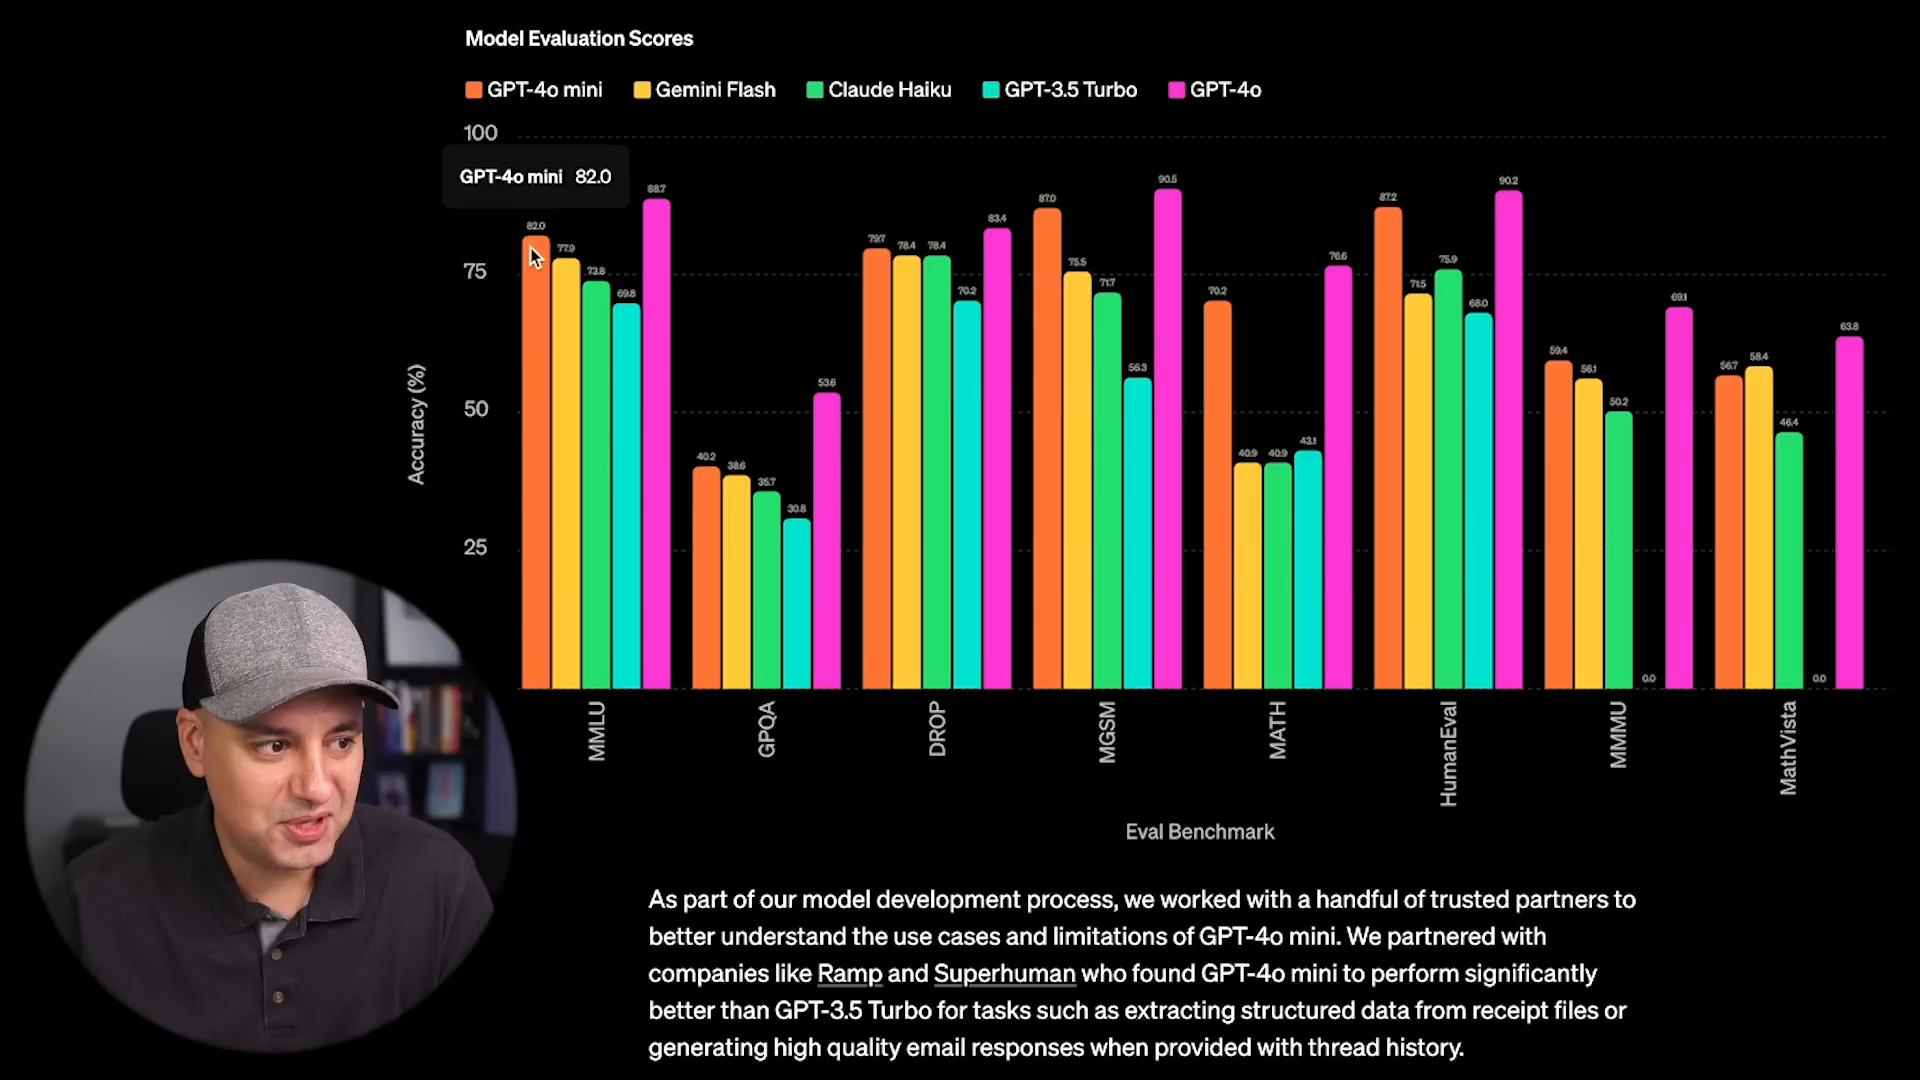 Model Evaluation Scores
GPT-4o mini Gemini Flash Claude Haiku GPT-3.5 Turbo GPT-4o
100
75
50
25
Accuracy (%)
GPT-4o mini 82.0
82.0 77.9 73.8 69.8 88.7
40.2 38.6 35.7 30.8 53.6
79.7 78.4 78.4 70.2 83.4
87.0 75.5 71.7 56.3 90.5
70.2 40.9 40.9 43.1 76.6
87.2 71.5 75.9 68.0 90.2
59.4 56.1 50.2 0.0 69.1
56.7 58.4 46.4 0.0 63.8
MMLU
GPQA
DROP
MGSM
MATH
HumanEval
MMMU
MathVista
Eval Benchmark
As part of our model development process, we worked with a handful of trusted partners to
better understand the use cases and limitations of GPT-4o mini. We partnered with
companies like Ramp and Superhuman who found GPT-4o mini to perform significantly
better than GPT-3.5 Turbo for tasks such as extracting structured data from receipt files or
generating high quality email responses when provided with thread history.